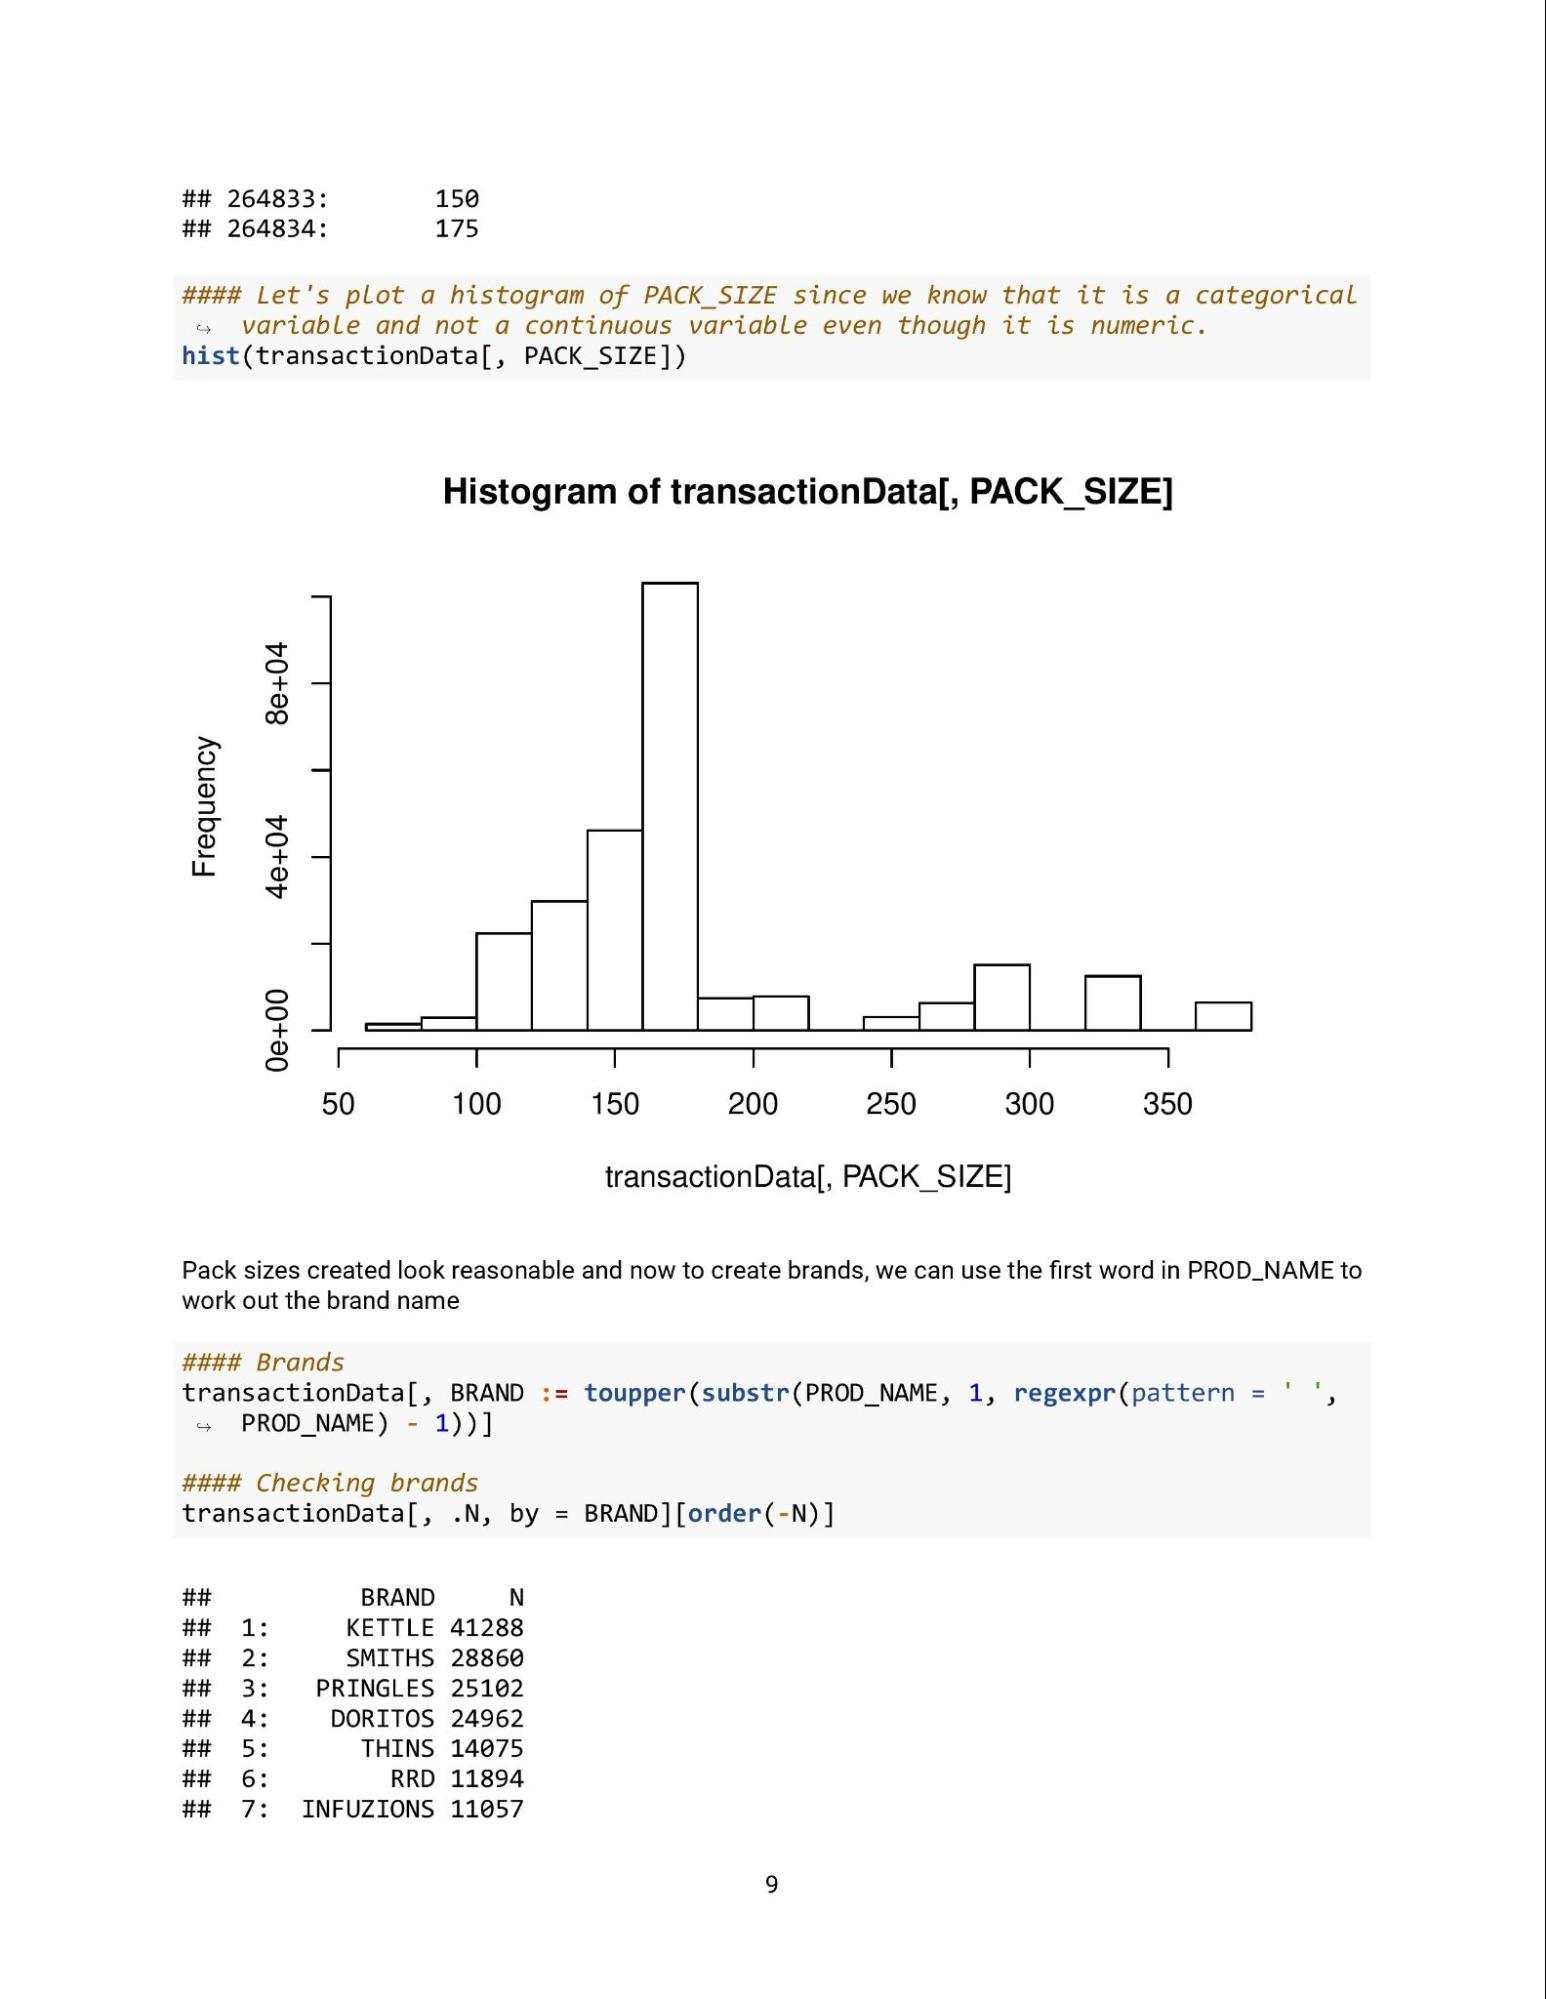 ## 264833:       150
## 264834:       175
#### Let's plot a histogram of PACK_SIZE since we know that it is a categorical
↪  variable and not a continuous variable even though it is numeric.
hist(transactionData[, PACK_SIZE])
Histogram of transactionData[, PACK_SIZE]
Frequency
8e+04
4e+04
0e+00
50 100 150 200 250 300 350
transactionData[, PACK_SIZE]
Pack sizes created look reasonable and now to create brands, we can use the first word in PROD_NAME to
work out the brand name
#### Brands
transactionData[, BRAND := toupper(substr(PROD_NAME, 1, regexpr(pattern = ' ',
↪  PROD_NAME) - 1))]
#### Checking brands
transactionData[, .N, by = BRAND][order(-N)]
##          BRAND     N
##  1:     KETTLE 41288
##  2:     SMITHS 28860
##  3:   PRINGLES 25102
##  4:    DORITOS 24962
##  5:      THINS 14075
##  6:        RRD 11894
##  7:  INFUZIONS 11057
9